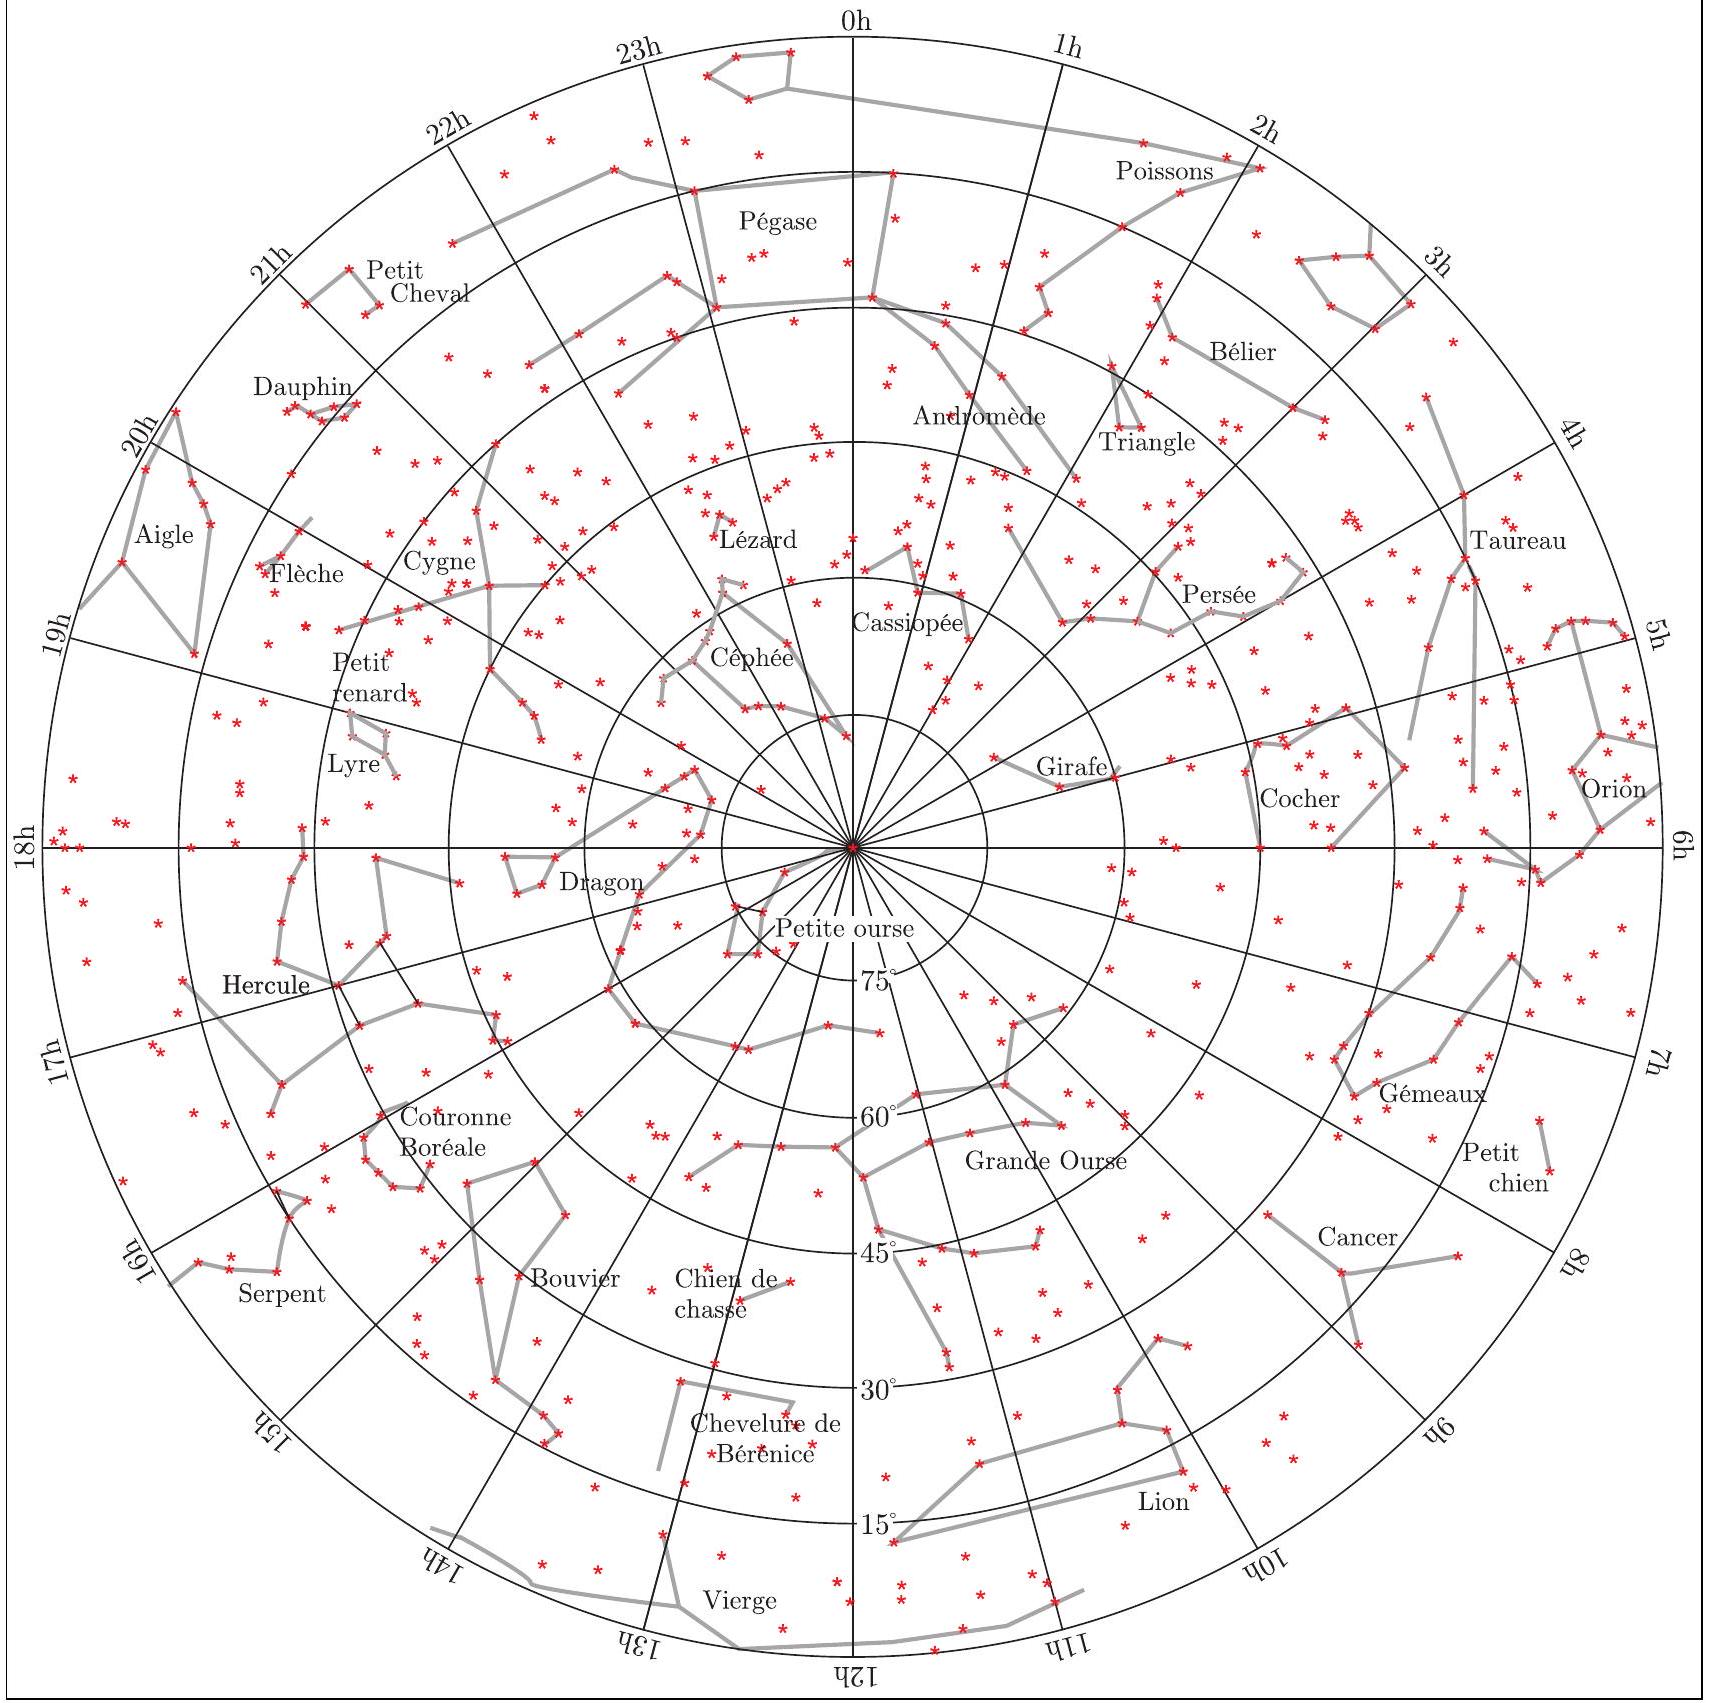 0h
23h
1h
22h
2h
Poissons
Pégase
21h
Petit
Cheval
3h
Bélier
Dauphin
Andromède
Triangle
20h
4h
Aigle
Lézard
Taureau
Cygne
Flèche
Persée
Cassiopée
19h
5h
Petit
renard
Céphée
Lyre
Girafe
Cocher
Orion
18h
6h
Dragon
Petite ourse
Hercule
75°
17h
7h
Gémeaux
60°
Couronne
Boréale
Petit
chien
Grande Ourse
16h
Cancer
8h
45°
Serpent
Bouvier
Chien de
chasse
30°
15h
Chevelure de
Bérénice
9h
Lion
15°
14h
10h
Vierge
13h
11h
12h